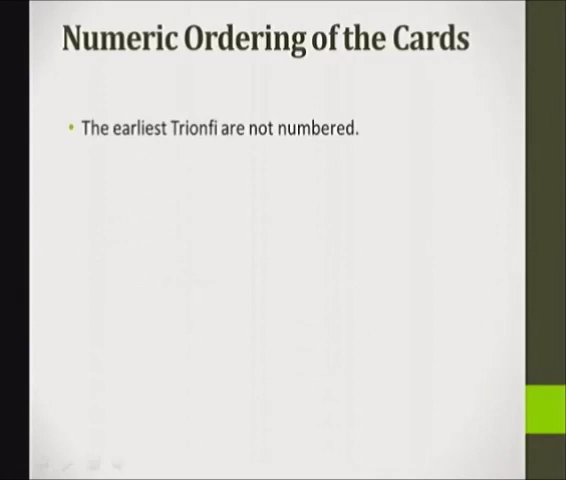 Numeric Ordering of the Cards
• The earliest Trionfi are not numbered.